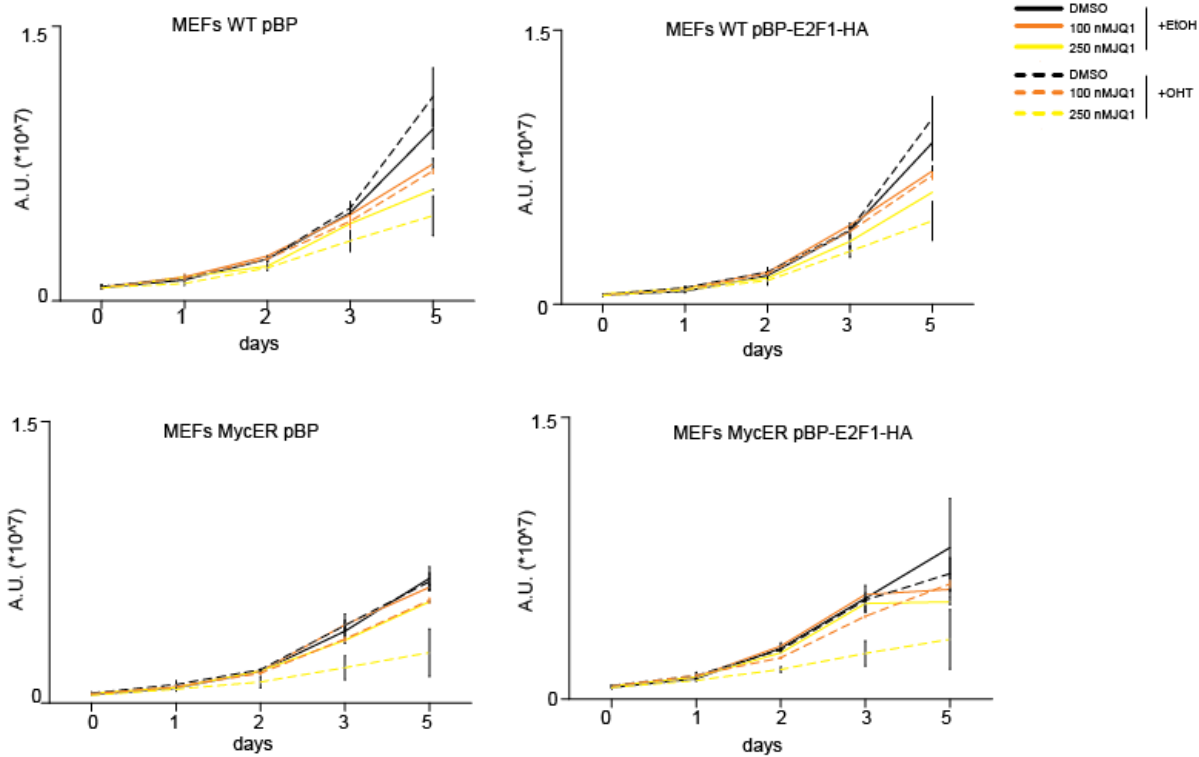 MEFs WT pBP
1.5
A.U. (*10^7)
0
0 1 2 3 5
days
MEFs WT pBP-E2F1-HA
1.5
A.U. (*10^7)
0
0 1 2 3 5
days
DMSO
100 nMJQ1
250 nMJQ1
+EtOH
DMSO
100 nMJQ1
250 nMJQ1
+OHT
MEFs MycER pBP
1.5
A.U. (*10^7)
0
0 1 2 3 5
days
MEFs MycER pBP-E2F1-HA
1.5
A.U. (*10^7)
0
0 1 2 3 5
days